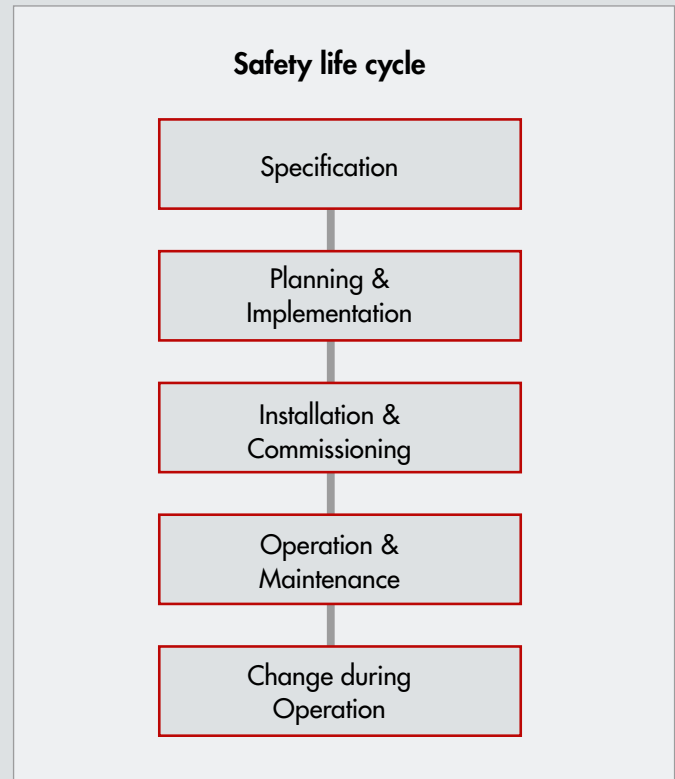 Safety life cycle
Specification
Planning &
Implementation
Installation &
Commissioning
Operation &
Maintenance
Change during
Operation